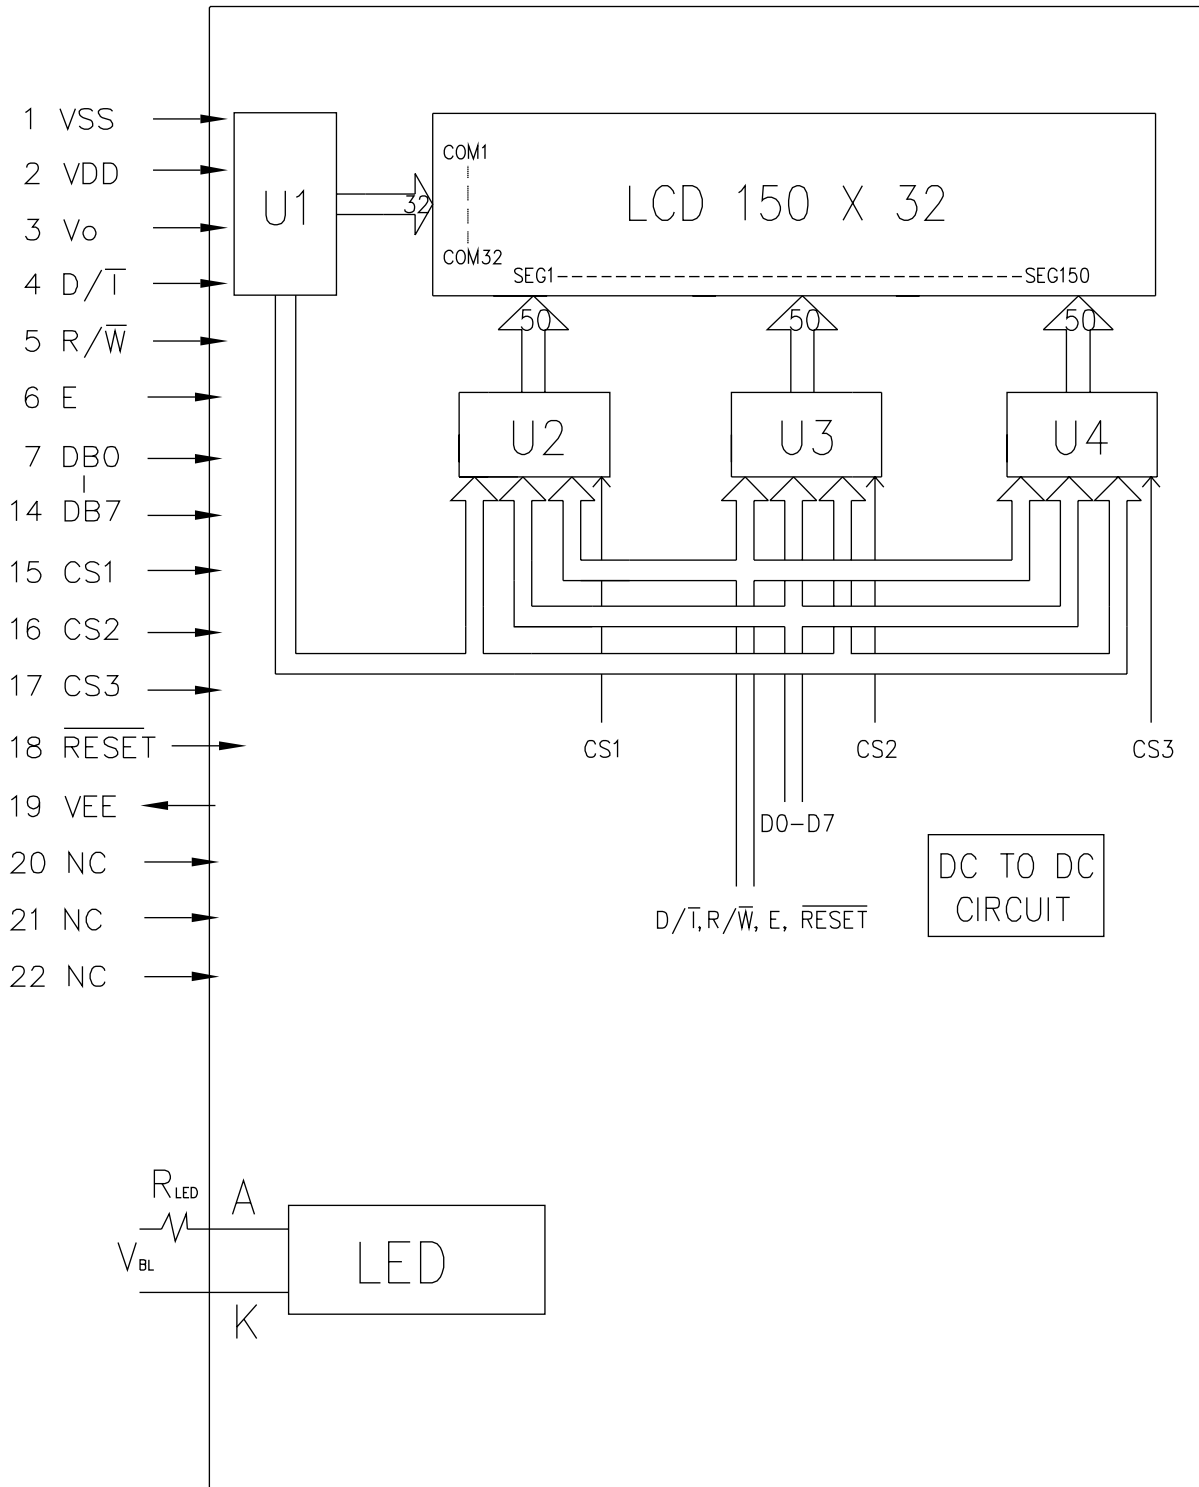 1 VSS
2 VDD
3 Vo
4 D/I̅
5 R/W̅
6 E
7 DB0
|
14 DB7
15 CS1
16 CS2
17 CS3
18 R̅E̅S̅E̅T̅
19 VEE
20 NC
21 NC
22 NC
U1
32
COM1
COM32
LCD 150 X 32
SEG1 SEG150
50 50 50
U2 U3 U4
CS1 CS2 CS3
D0-D7
D/I̅, R/W̅, E, R̅E̅S̅E̅T̅
DC TO DC
CIRCUIT
RLED
A
VBL
LED
K